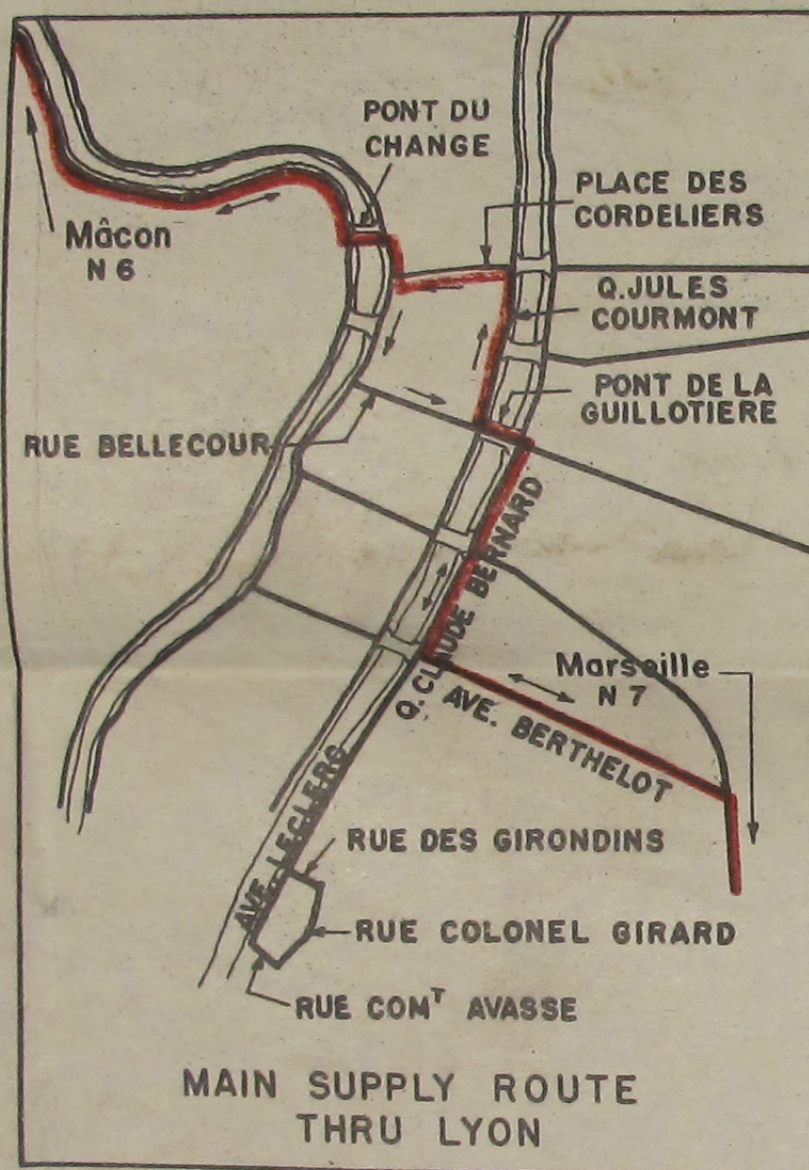 PONT DU
CHANGE
PLACE DES
CORDELIERS
Mâcon
N 6
Q. JULES
COURMONT
PONT DE LA
GUILLOTIERE
RUE BELLECOUR
Q. CLAUDE BERNARD
Marseille
N 7
AVE. BERTHELOT
AVE. LECLERC
RUE DES GIRONDINS
RUE COLONEL GIRARD
RUE COMT AVASSE
MAIN SUPPLY ROUTE
THRU LYON